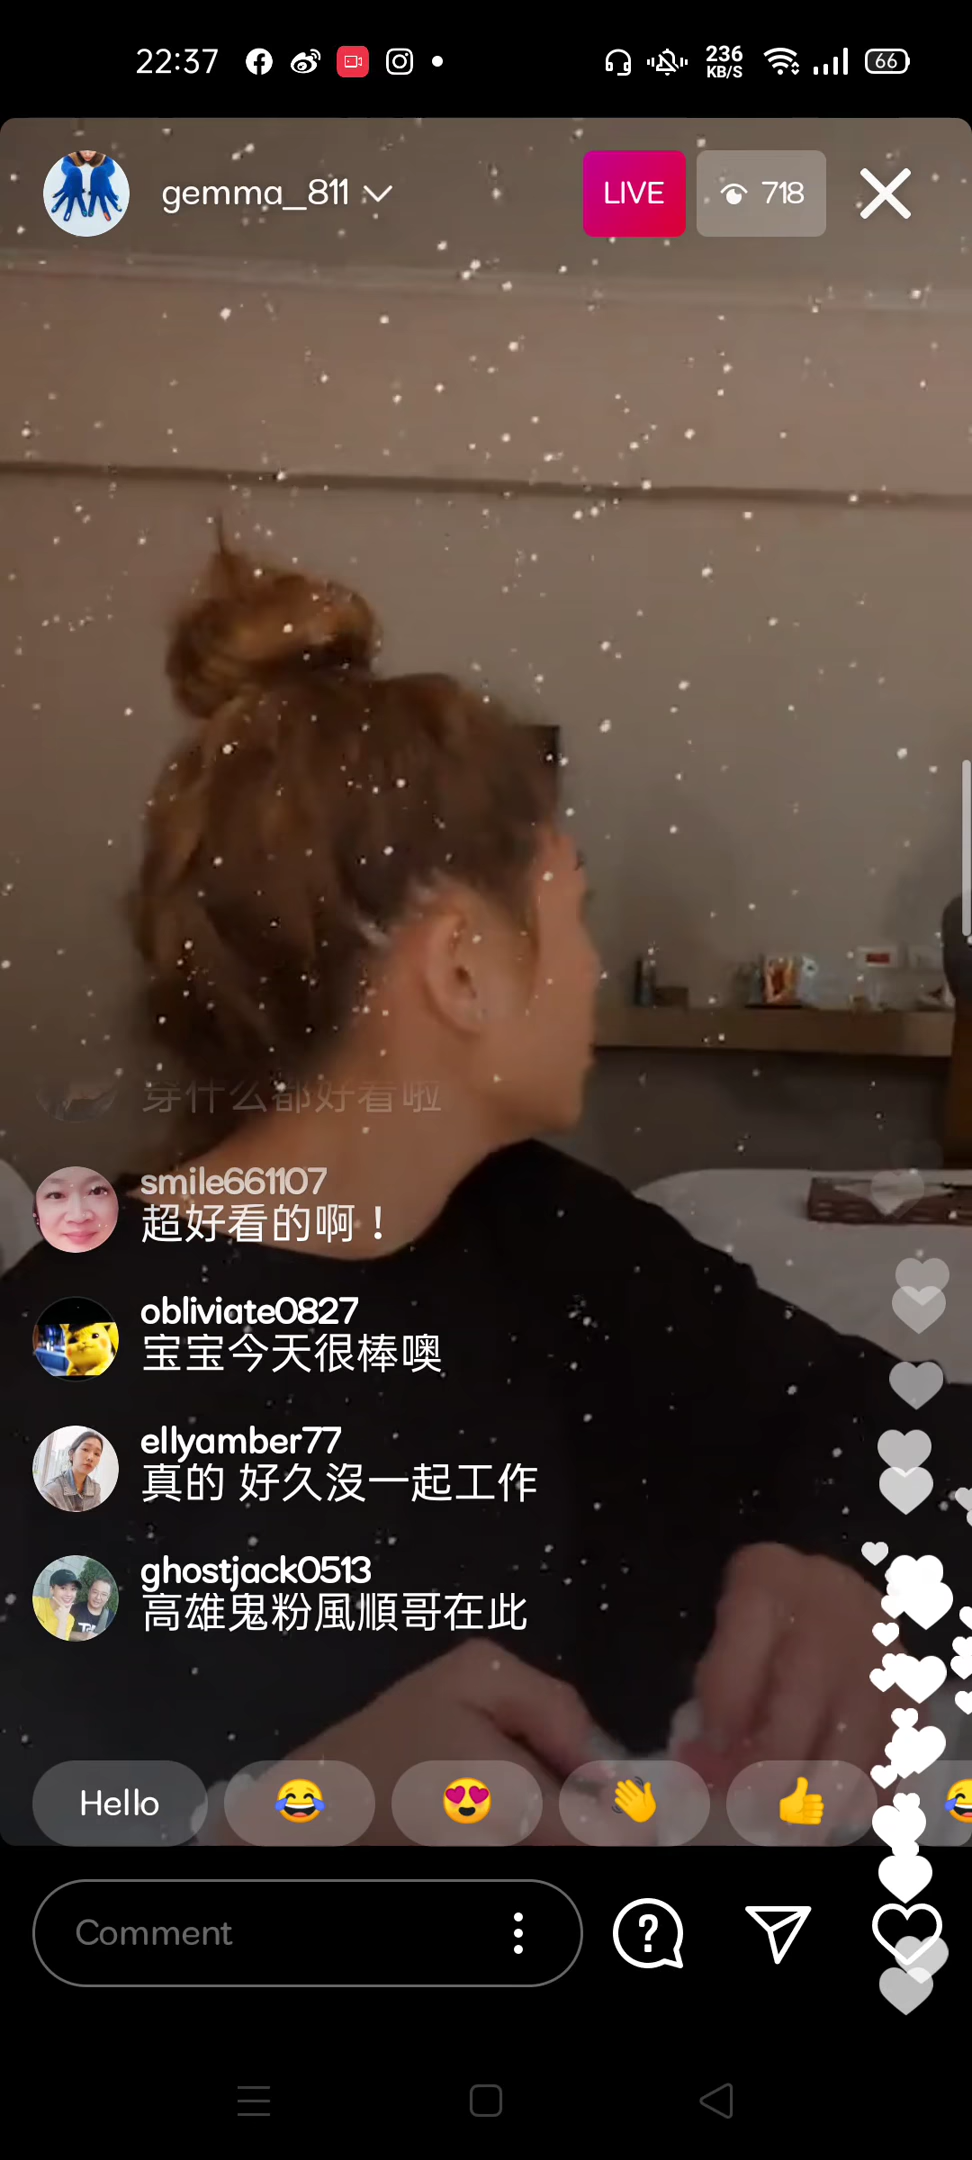 22:37
236
KB/S
66
gemma_811
LIVE
718
穿什么都好看啦
smile661107
超好看的啊！
obliviate0827
宝宝今天很棒噢
ellyamber77
真的 好久沒一起工作
ghostjack0513
高雄鬼粉風順哥在此
Hello
Comment